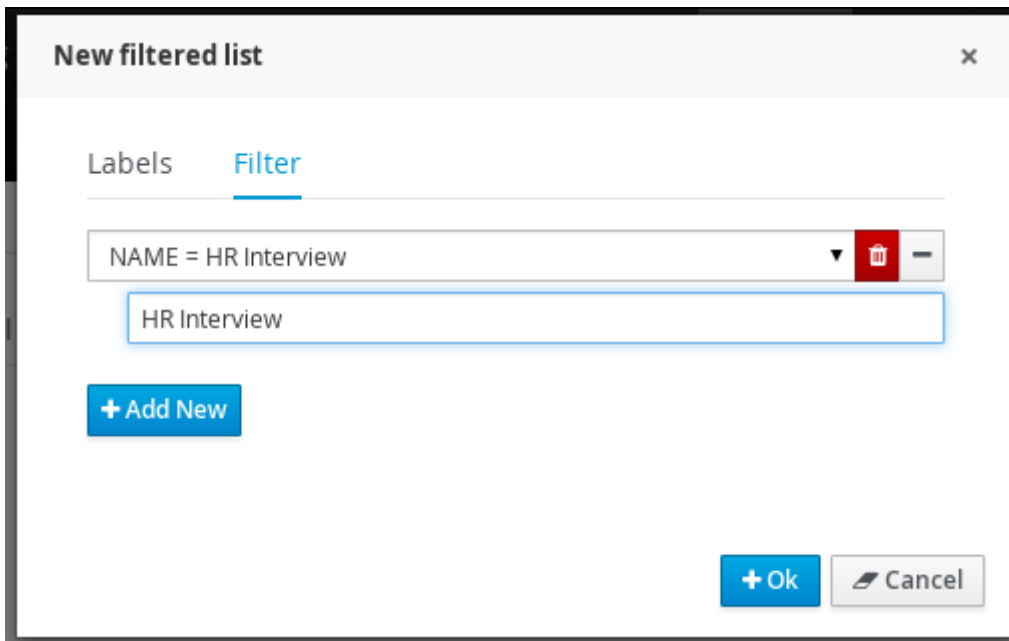 New filtered list ×
Labels Filter
NAME = HR Interview
HR Interview
+ Add New
+ Ok Cancel